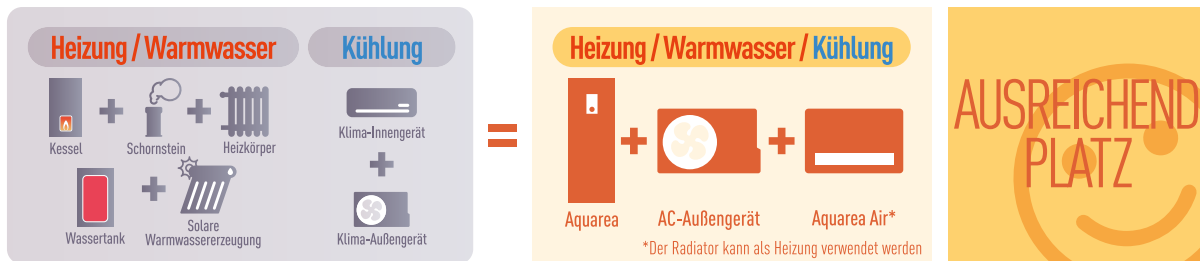 Heizung / Warmwasser
Kühlung
Kessel
Schornstein
Heizkörper
Wassertank
Solare
Warmwassererzeugung
Klima-Innengerät
Klima-Außengerät
=
Heizung / Warmwasser / Kühlung
Aquarea
AC-Außengerät
Aquarea Air*
*Der Radiator kann als Heizung verwendet werden
AUSREICHEND
PLATZ